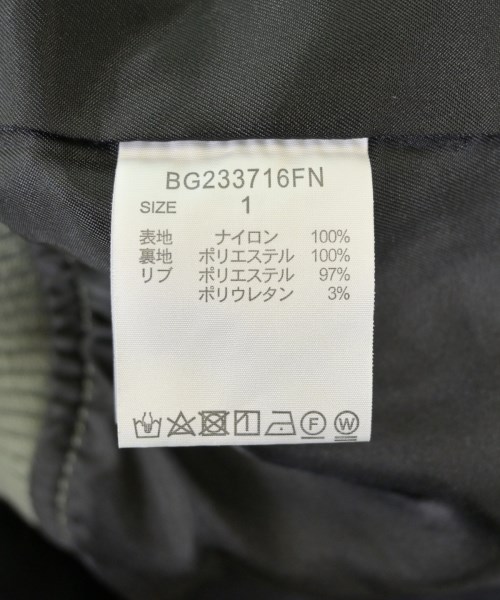 BG233716FN
SIZE 1
表地 ナイロン 100%
裏地 ポリエステル 100%
リブ ポリエステル 97%
ポリウレタン 3%
F W